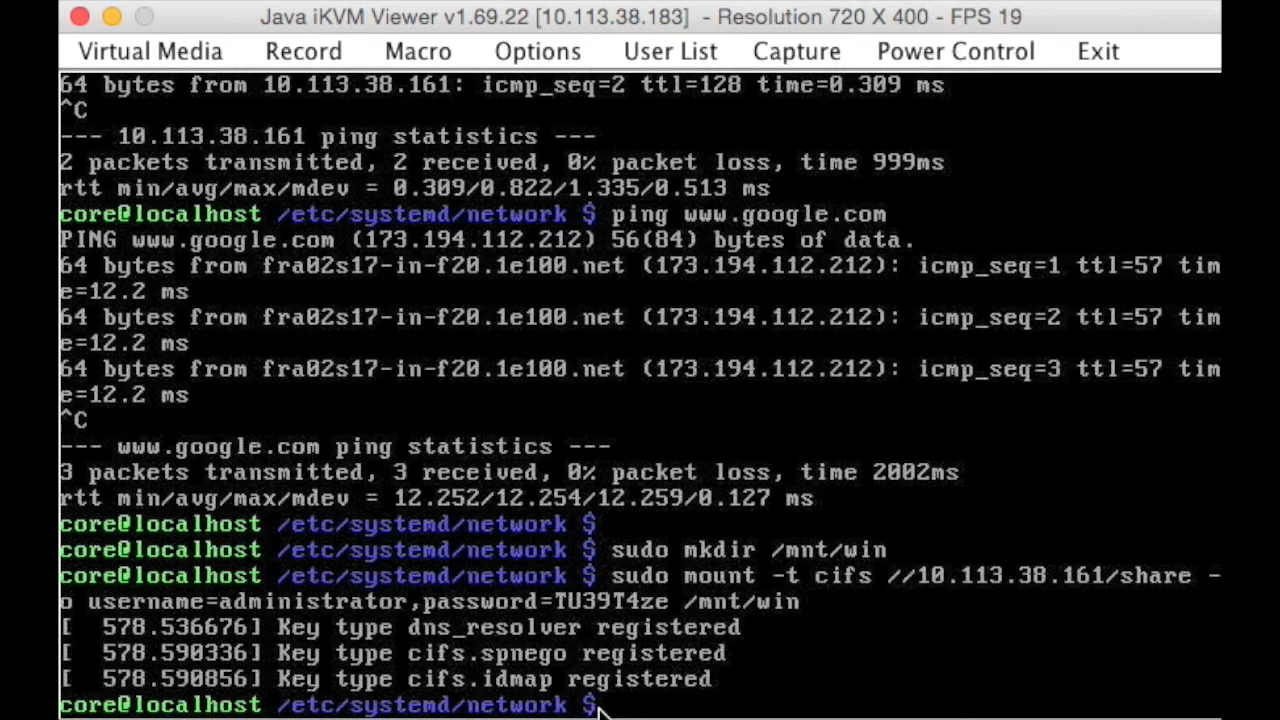 Java iKVM Viewer v1.69.22 [10.113.38.183] - Resolution 720 X 400 - FPS 19
Virtual Media Record Macro Options User List Capture Power Control Exit
64 bytes from 10.113.38.161: icmp_seq=2 ttl=128 time=0.309 ms
^C
--- 10.113.38.161 ping statistics ---
2 packets transmitted, 2 received, 0% packet loss, time 999ms
rtt min/avg/max/mdev = 0.309/0.822/1.335/0.513 ms
core@localhost /etc/systemd/network $ ping www.google.com
PING www.google.com (173.194.112.212) 56(84) bytes of data.
64 bytes from fra02s17-in-f20.1e100.net (173.194.112.212): icmp_seq=1 ttl=57 tim
e=12.2 ms
64 bytes from fra02s17-in-f20.1e100.net (173.194.112.212): icmp_seq=2 ttl=57 tim
e=12.2 ms
64 bytes from fra02s17-in-f20.1e100.net (173.194.112.212): icmp_seq=3 ttl=57 tim
e=12.2 ms
^C
--- www.google.com ping statistics ---
3 packets transmitted, 3 received, 0% packet loss, time 2002ms
rtt min/avg/max/mdev = 12.252/12.254/12.259/0.127 ms
core@localhost /etc/systemd/network $
core@localhost /etc/systemd/network $ sudo mkdir /mnt/win
core@localhost /etc/systemd/network $ sudo mount -t cifs //10.113.38.161/share -
o username=administrator,password=TU39T4ze /mnt/win
[  578.536676] Key type dns_resolver registered
[  578.590336] Key type cifs.spnego registered
[  578.590856] Key type cifs.idmap registered
core@localhost /etc/systemd/network $